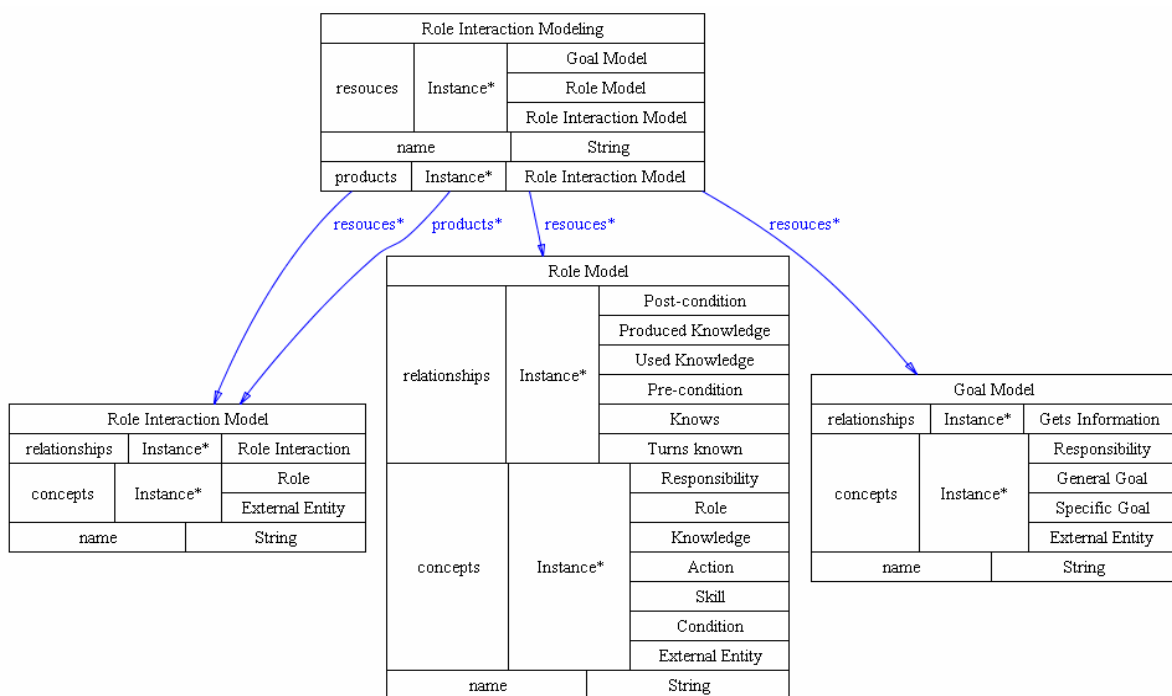 Role Interaction Modeling
resouces Instance* Goal Model
Role Model
Role Interaction Model
name String
products Instance* Role Interaction Model
resouces* products* resouces* resouces*
Role Model
relationships Instance* Post-condition
Produced Knowledge
Used Knowledge
Pre-condition
Knows
Turns known
concepts Instance* Responsibility
Role
Knowledge
Action
Skill
Condition
External Entity
name String
Role Interaction Model
relationships Instance* Role Interaction
concepts Instance* Role
External Entity
name String
Goal Model
relationships Instance* Gets Information
concepts Instance* Responsibility
General Goal
Specific Goal
External Entity
name String